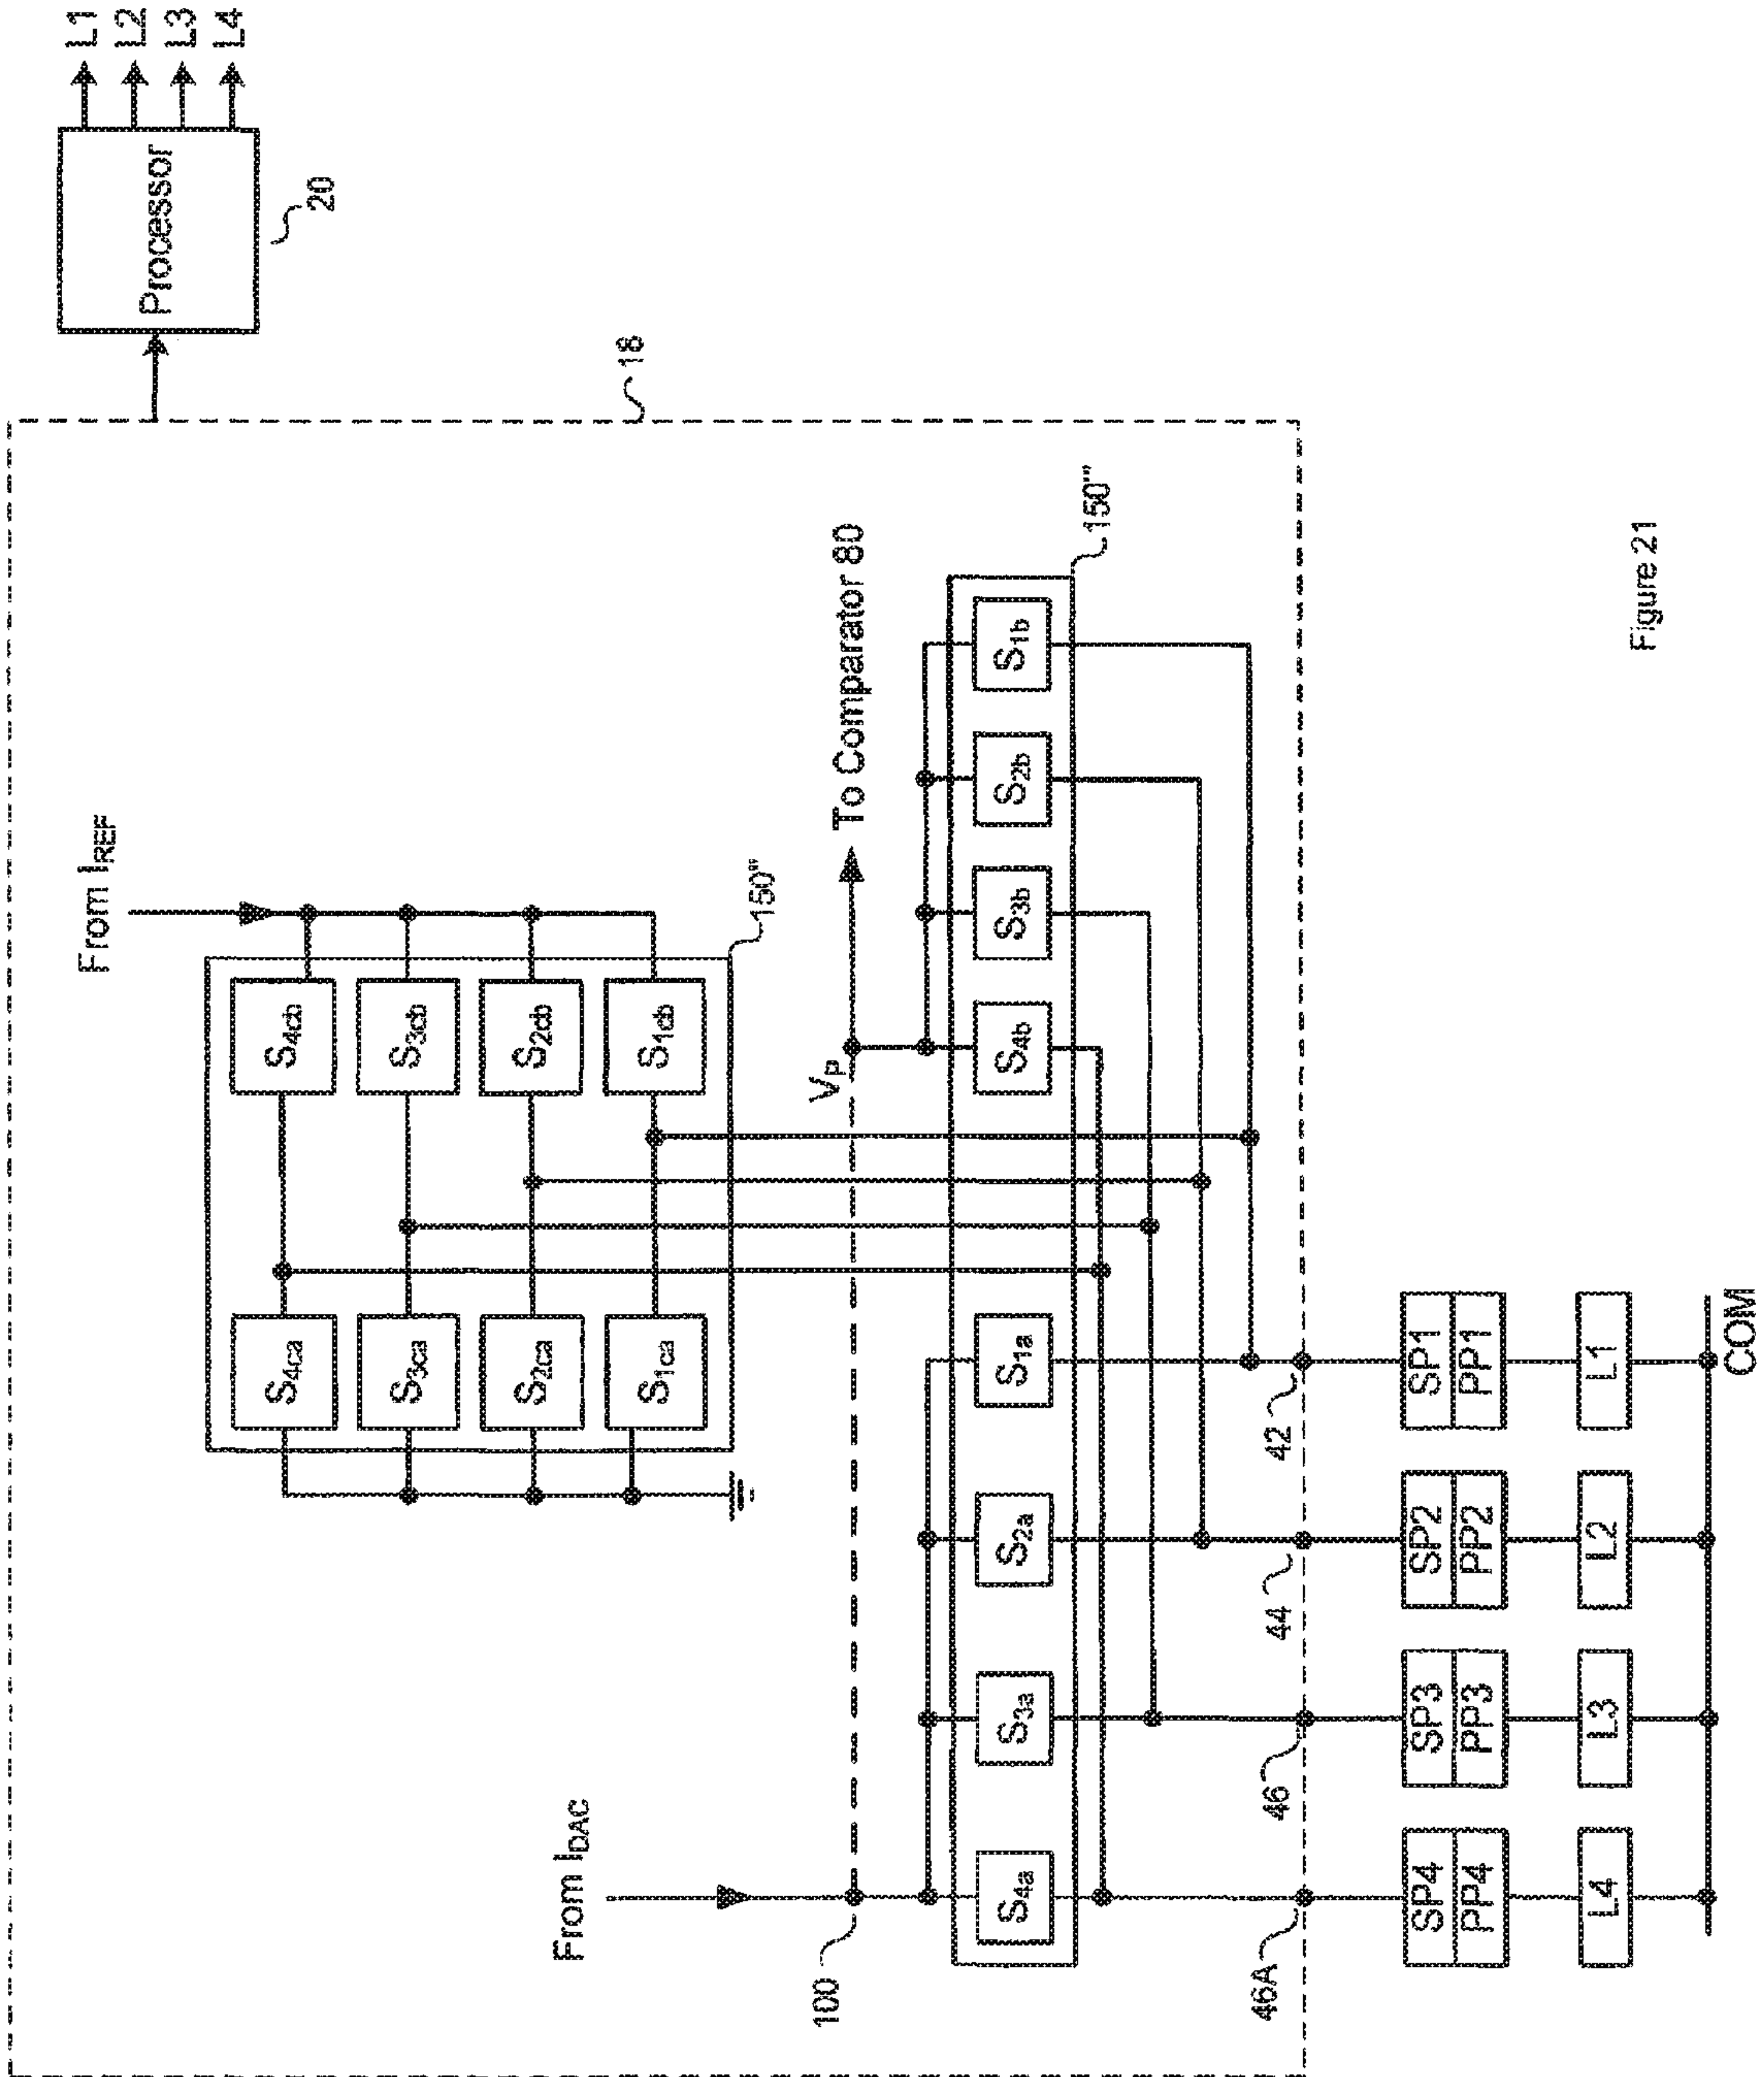 Processor
20
L1
L2
L3
L4
18
From IREF
S4ca
S4cb
S3ca
S3cb
S2ca
S2cb
S1ca
S1cb
150"
From IDAC
100
VP
To Comparator 80
S4a
S3a
S2a
S1a
S4b
S3b
S2b
S1b
150'"
46A
46
44
42
SP4
PP4
SP3
PP3
SP2
PP2
SP1
PP1
L4
L3
L2
L1
COM
Figure 21